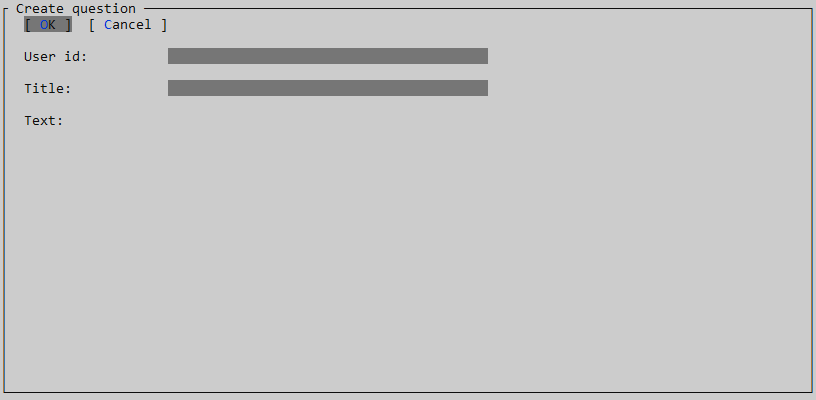 Create question
[ OK ] [ Cancel ]
User id:
Title:
Text: